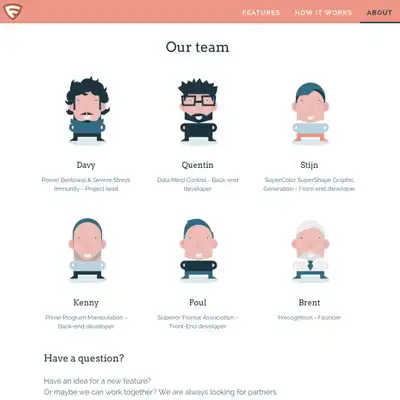 FEATURES HOW IT WORKS ABOUT
Our team
Davy
Power Bestowal & Severe Stress
Immunity - Project lead
Quentin
Data Mind Control - Back-end
developer
Stijn
SuperColor SuperShape Graphic
Generation - Front-end developer
Kenny
Prime Program Manipulation -
Back-end developer
Poul
Superior Frontal Association -
Front-End developer
Brent
Precognition - Founder
Have a question?
Have an idea for a new feature?
Or maybe we can work together? We are always looking for partners.